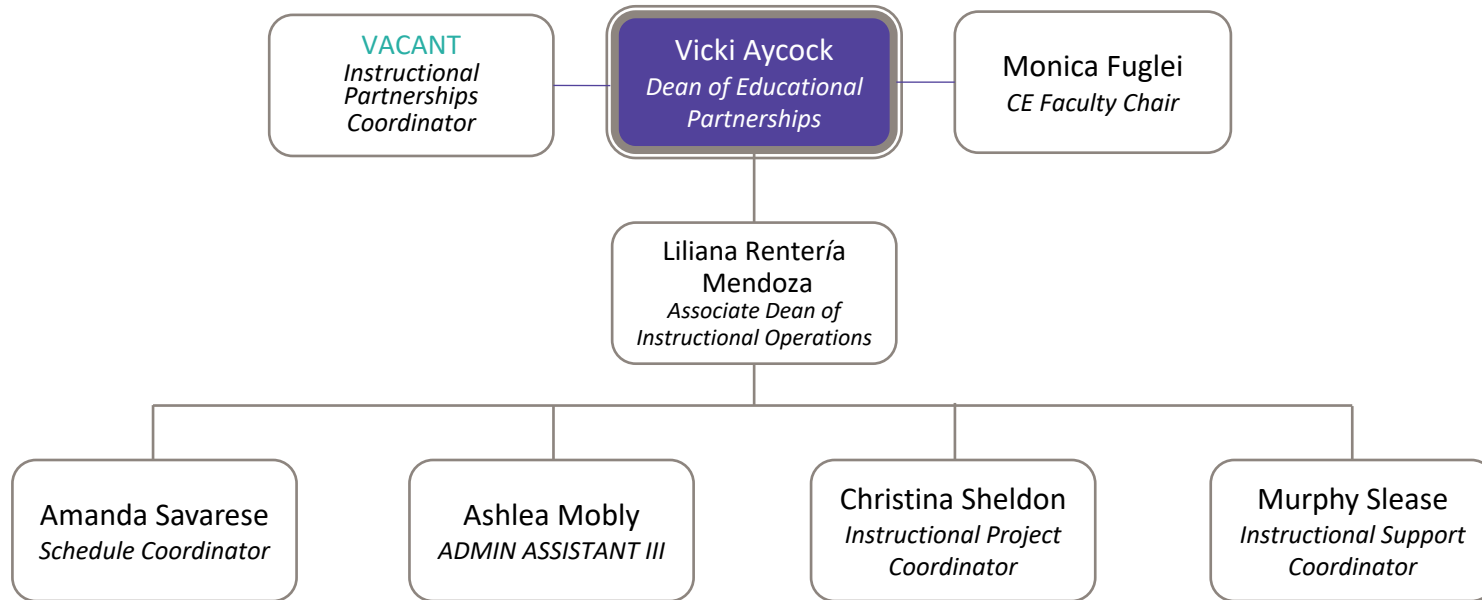 VACANT
Instructional
Partnerships
Coordinator
Vicki Aycock
Dean of Educational
Partnerships
Monica Fuglei
CE Faculty Chair
Liliana Rentería
Mendoza
Associate Dean of
Instructional Operations
Amanda Savarese
Schedule Coordinator
Ashlea Mobly
ADMIN ASSISTANT III
Christina Sheldon
Instructional Project
Coordinator
Murphy Slease
Instructional Support
Coordinator